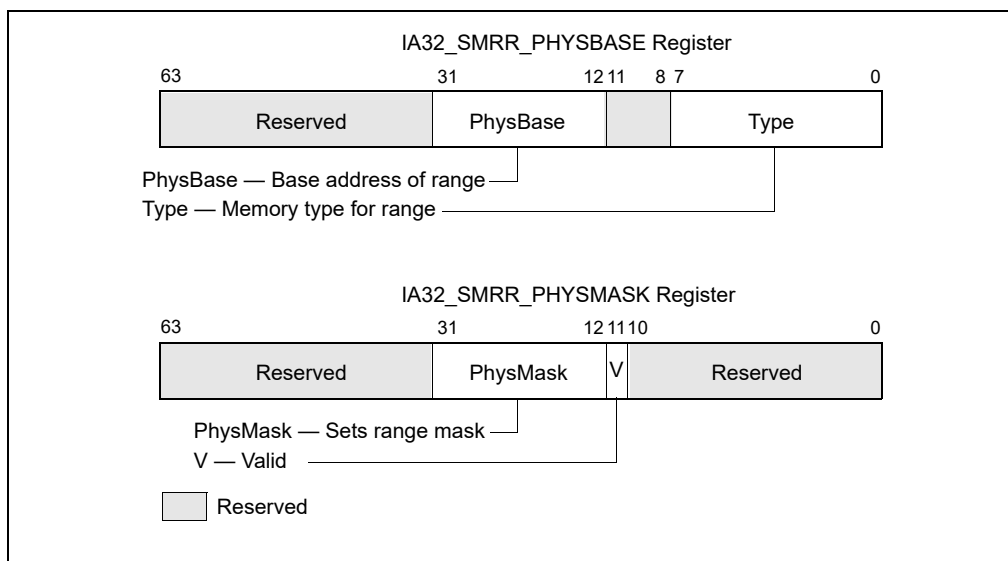 IA32_SMRR_PHYSBASE Register
63 31 12 11 8 7 0
Reserved PhysBase Type
PhysBase — Base address of range
Type — Memory type for range
IA32_SMRR_PHYSMASK Register
63 31 12 11 10 0
Reserved PhysMask V Reserved
PhysMask — Sets range mask
V — Valid
Reserved